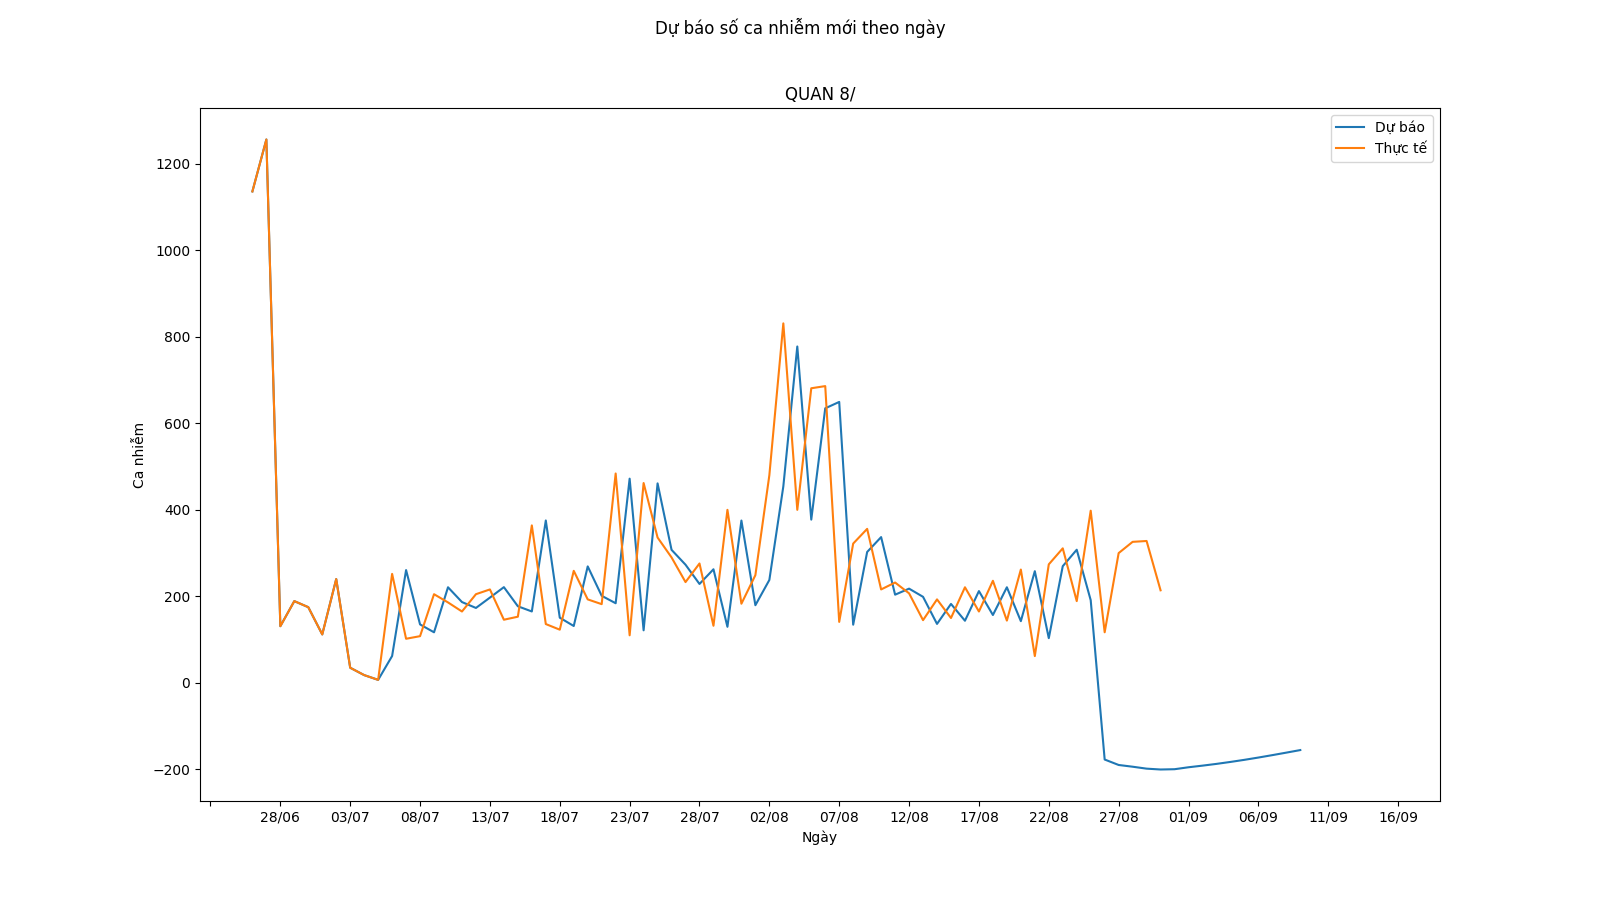 Dự báo số ca nhiễm mới theo ngày
QUAN 8/
Dự báo
Thực tế
1200
1000
800
600
400
200
0
−200
Ca nhiễm
28/06 03/07 08/07 13/07 18/07 23/07 28/07 02/08 07/08 12/08 17/08 22/08 27/08 01/09 06/09 11/09 16/09
Ngày